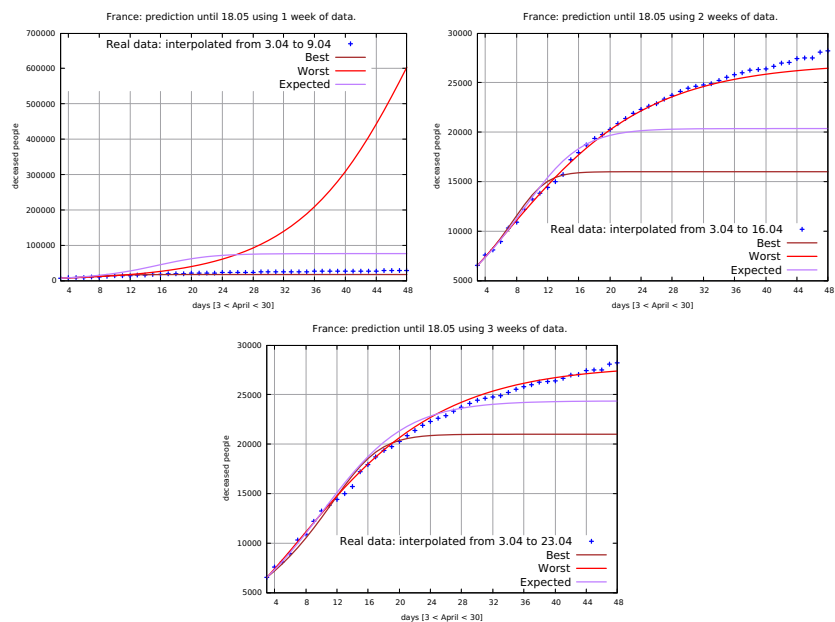 France: prediction until 18.05 using 1 week of data.
700000
600000
500000
400000
300000
200000
100000
0
deceased people
Real data: interpolated from 3.04 to 9.04
Best
Worst
Expected
4 8 12 16 20 24 28 32 36 40 44 48
days [3 < April < 30]
France: prediction until 18.05 using 2 weeks of data.
30000
25000
20000
15000
10000
5000
deceased people
Real data: interpolated from 3.04 to 16.04
Best
Worst
Expected
4 8 12 16 20 24 28 32 36 40 44 48
days [3 < April < 30]
France: prediction until 18.05 using 3 weeks of data.
30000
25000
20000
15000
10000
5000
deceased people
Real data: interpolated from 3.04 to 23.04
Best
Worst
Expected
4 8 12 16 20 24 28 32 36 40 44 48
days [3 < April < 30]